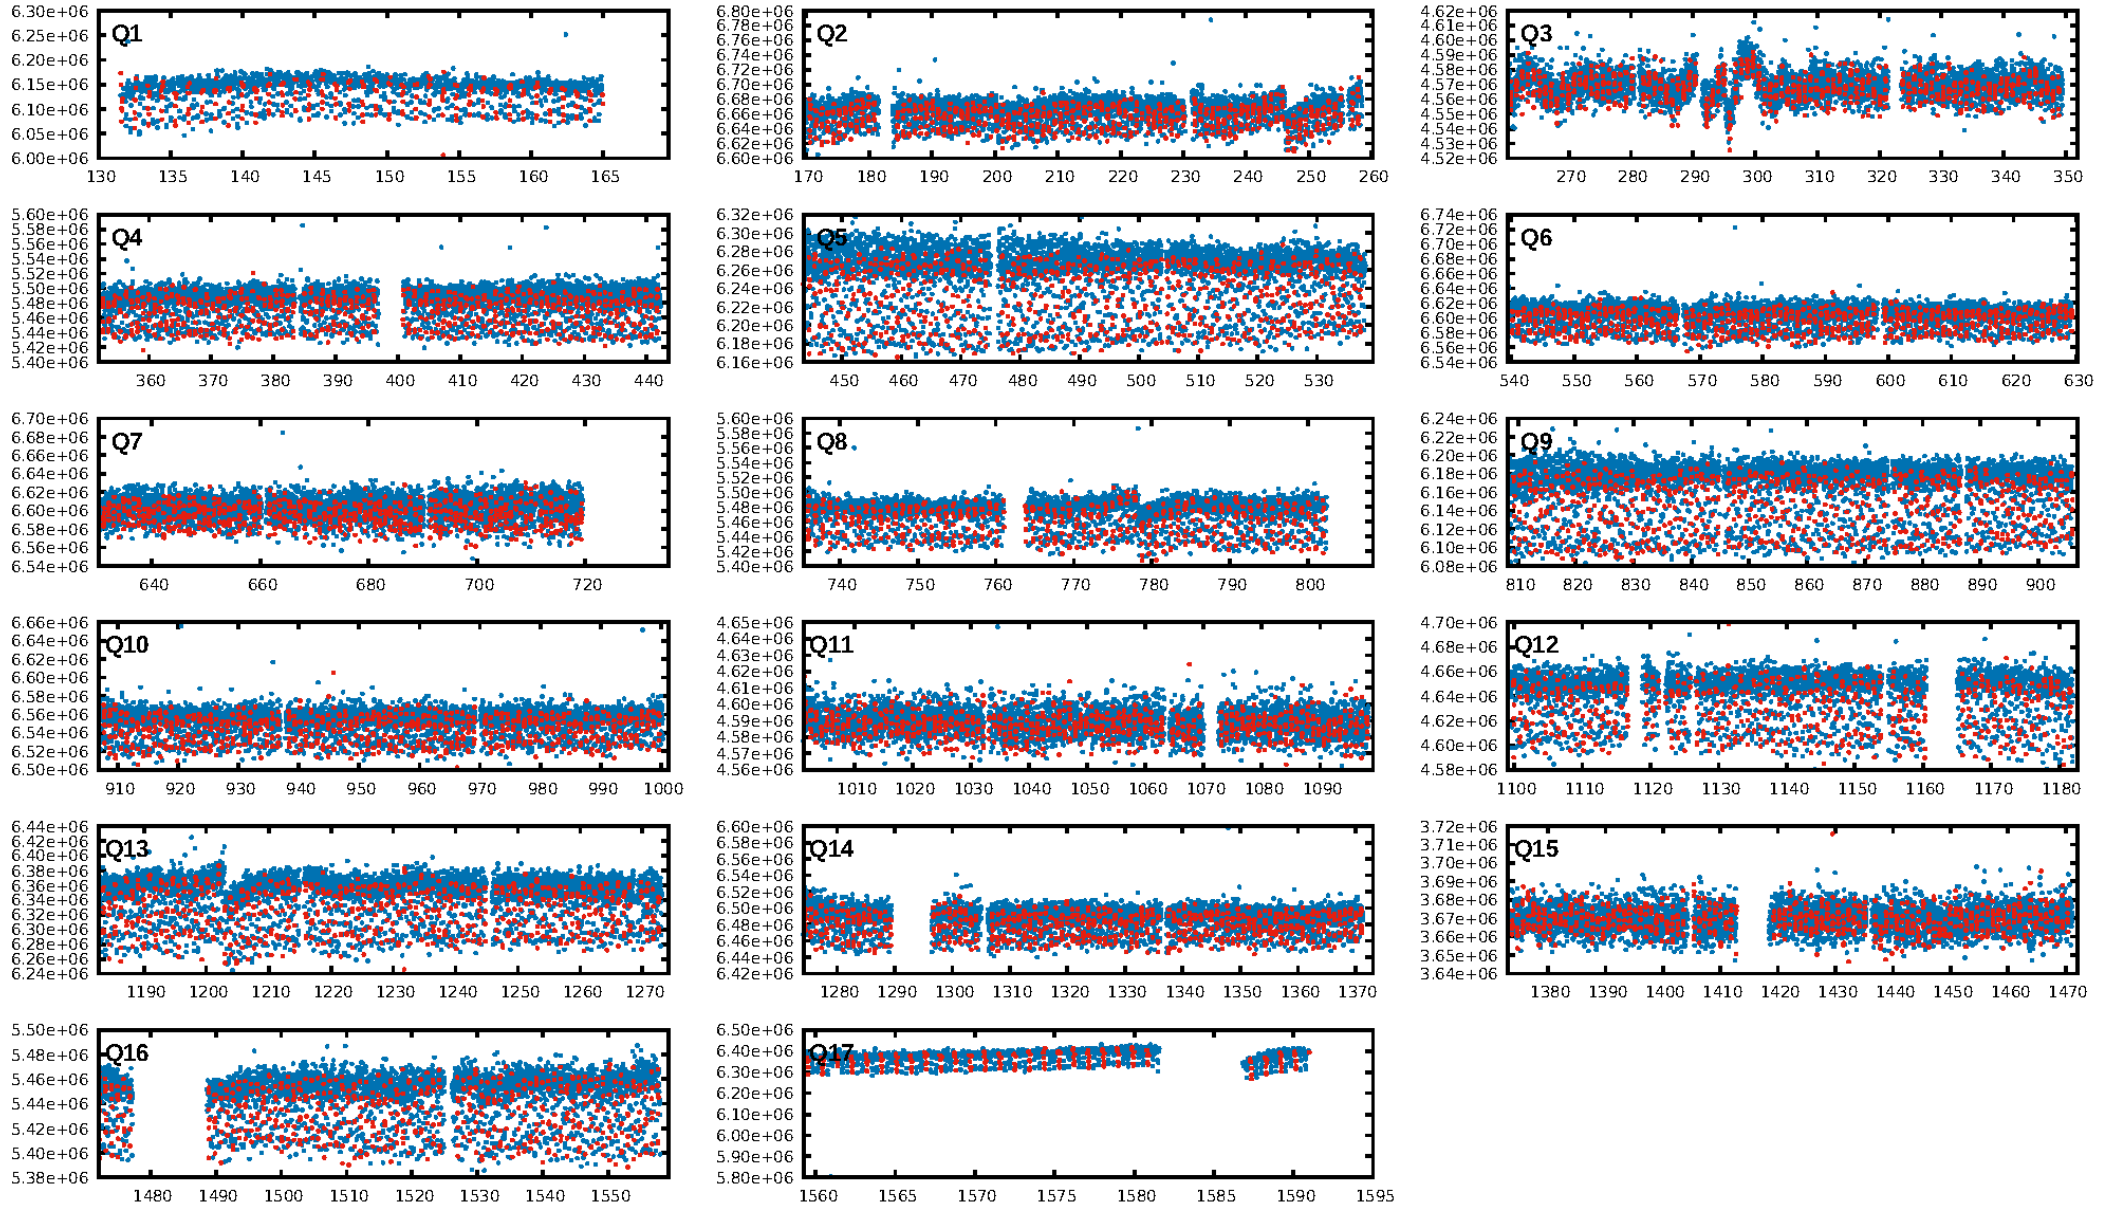 6.30e+06
6.25e+06
6.20e+06
6.15e+06
6.10e+06
6.05e+06
6.00e+06
Q1
130 135 140 145 150 155 160 165
6.80e+06
6.78e+06
6.76e+06
6.74e+06
6.72e+06
6.70e+06
6.68e+06
6.66e+06
6.64e+06
6.62e+06
6.60e+06
Q2
170 180 190 200 210 220 230 240 250 260
4.62e+06
4.61e+06
4.60e+06
4.59e+06
4.58e+06
4.57e+06
4.56e+06
4.55e+06
4.54e+06
4.53e+06
4.52e+06
Q3
270 280 290 300 310 320 330 340 350
5.60e+06
5.58e+06
5.56e+06
5.54e+06
5.52e+06
5.50e+06
5.48e+06
5.46e+06
5.44e+06
5.42e+06
5.40e+06
Q4
360 370 380 390 400 410 420 430 440
6.32e+06
6.30e+06
6.28e+06
6.26e+06
6.24e+06
6.22e+06
6.20e+06
6.18e+06
6.16e+06
Q5
450 460 470 480 490 500 510 520 530
6.74e+06
6.72e+06
6.70e+06
6.68e+06
6.66e+06
6.64e+06
6.62e+06
6.60e+06
6.58e+06
6.56e+06
6.54e+06
Q6
540 550 560 570 580 590 600 610 620 630
6.70e+06
6.68e+06
6.66e+06
6.64e+06
6.62e+06
6.60e+06
6.58e+06
6.56e+06
6.54e+06
Q7
640 660 680 700 720
5.60e+06
5.58e+06
5.56e+06
5.54e+06
5.52e+06
5.50e+06
5.48e+06
5.46e+06
5.44e+06
5.42e+06
5.40e+06
Q8
740 750 760 770 780 790 800
6.24e+06
6.22e+06
6.20e+06
6.18e+06
6.16e+06
6.14e+06
6.12e+06
6.10e+06
6.08e+06
Q9
810 820 830 840 850 860 870 880 890 900
6.66e+06
6.64e+06
6.62e+06
6.60e+06
6.58e+06
6.56e+06
6.54e+06
6.52e+06
6.50e+06
Q10
910 920 930 940 950 960 970 980 990 1000
4.65e+06
4.64e+06
4.63e+06
4.62e+06
4.61e+06
4.60e+06
4.59e+06
4.58e+06
4.57e+06
4.56e+06
Q11
1010 1020 1030 1040 1050 1060 1070 1080 1090
4.70e+06
4.68e+06
4.66e+06
4.64e+06
4.62e+06
4.60e+06
4.58e+06
Q12
1100 1110 1120 1130 1140 1150 1160 1170 1180
6.44e+06
6.42e+06
6.40e+06
6.38e+06
6.36e+06
6.34e+06
6.32e+06
6.30e+06
6.28e+06
6.26e+06
6.24e+06
Q13
1190 1200 1210 1220 1230 1240 1250 1260 1270
6.60e+06
6.58e+06
6.56e+06
6.54e+06
6.52e+06
6.50e+06
6.48e+06
6.46e+06
6.44e+06
6.42e+06
Q14
1280 1290 1300 1310 1320 1330 1340 1350 1360 1370
3.72e+06
3.71e+06
3.70e+06
3.69e+06
3.68e+06
3.67e+06
3.66e+06
3.65e+06
3.64e+06
Q15
1380 1390 1400 1410 1420 1430 1440 1450 1460 1470
5.50e+06
5.48e+06
5.46e+06
5.44e+06
5.42e+06
5.40e+06
5.38e+06
Q16
1480 1490 1500 1510 1520 1530 1540 1550
6.50e+06
6.40e+06
6.30e+06
6.20e+06
6.10e+06
6.00e+06
5.90e+06
5.80e+06
Q17
1560 1565 1570 1575 1580 1585 1590 1595